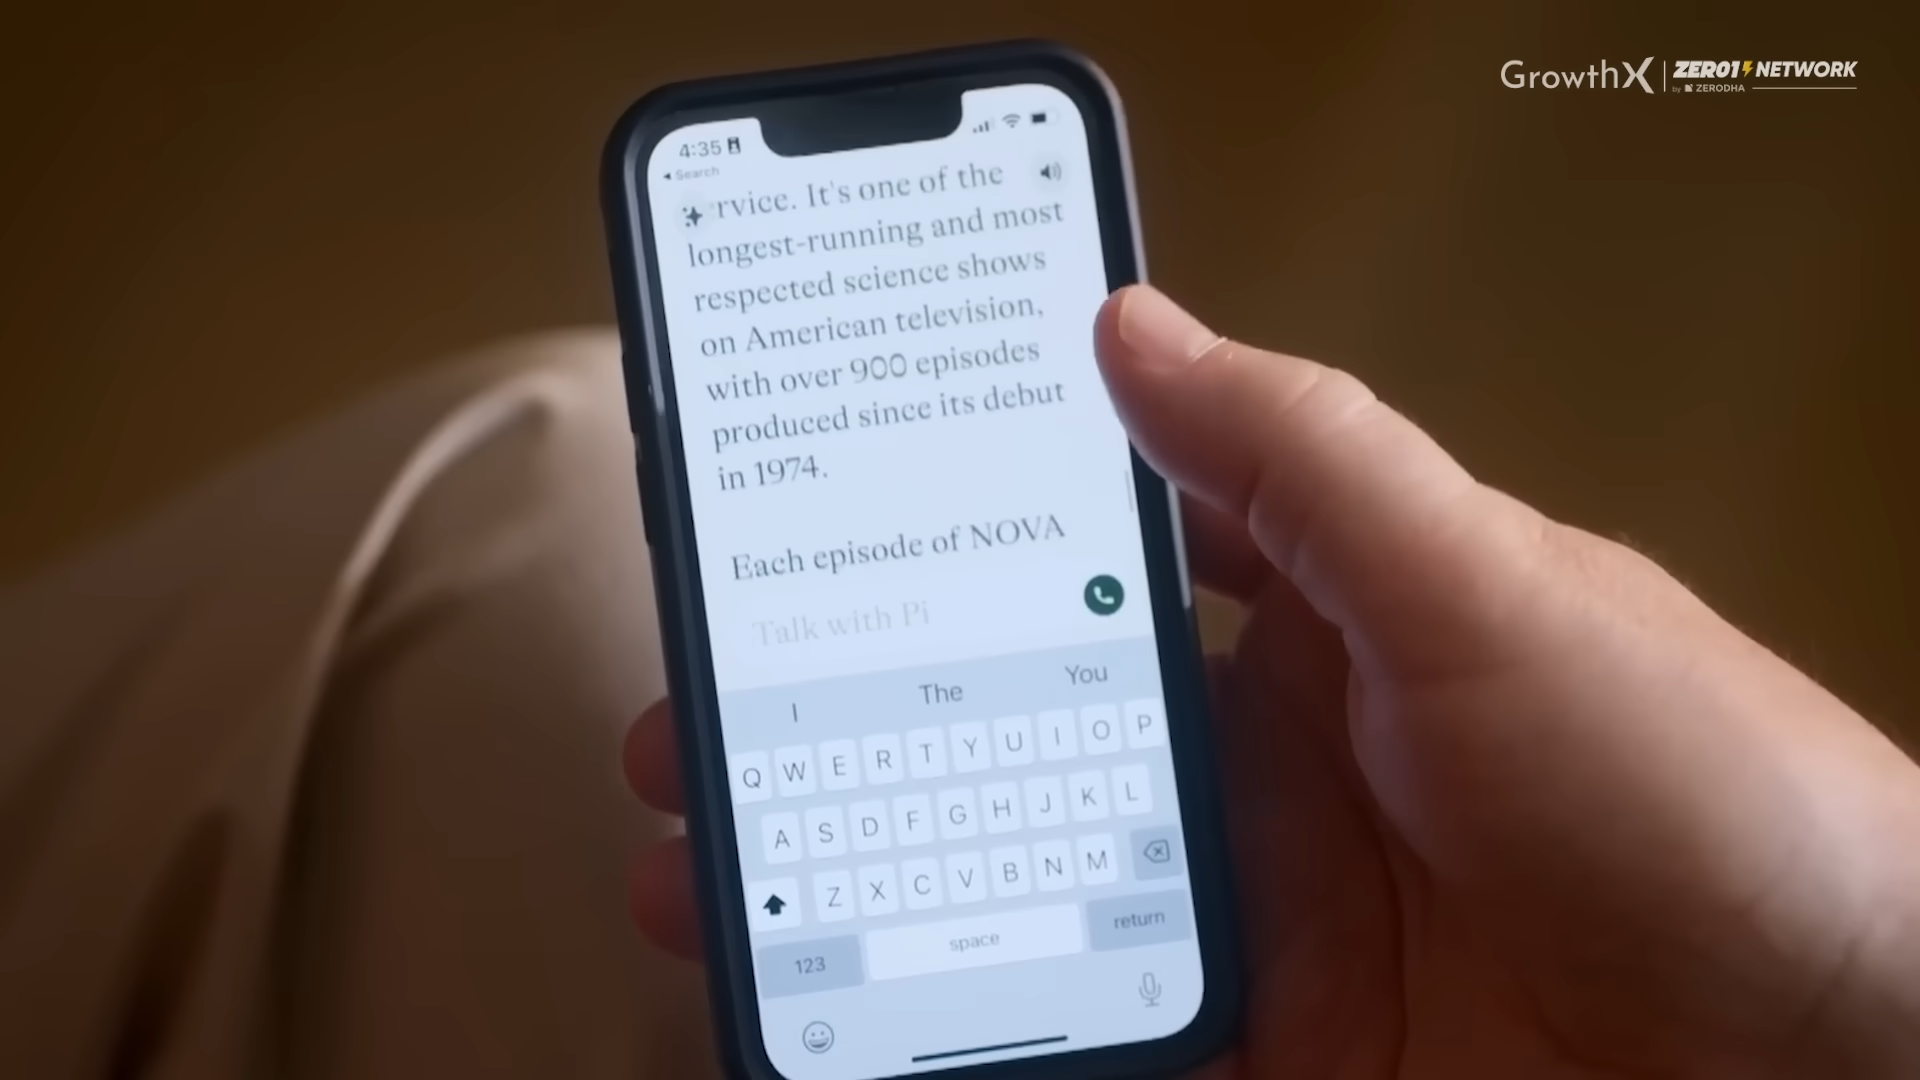 GrowthX
ZERO1 NETWORK
by ZERODHA
4:35
Search
rvice. It's one of the
longest-running and most
respected science shows
on American television,
with over 900 episodes
produced since its debut
in 1974.
Each episode of NOVA
Talk with Pi
I The You
Q W E R T Y U I O P
A S D F G H J K L
Z X C V B N M
123 space return